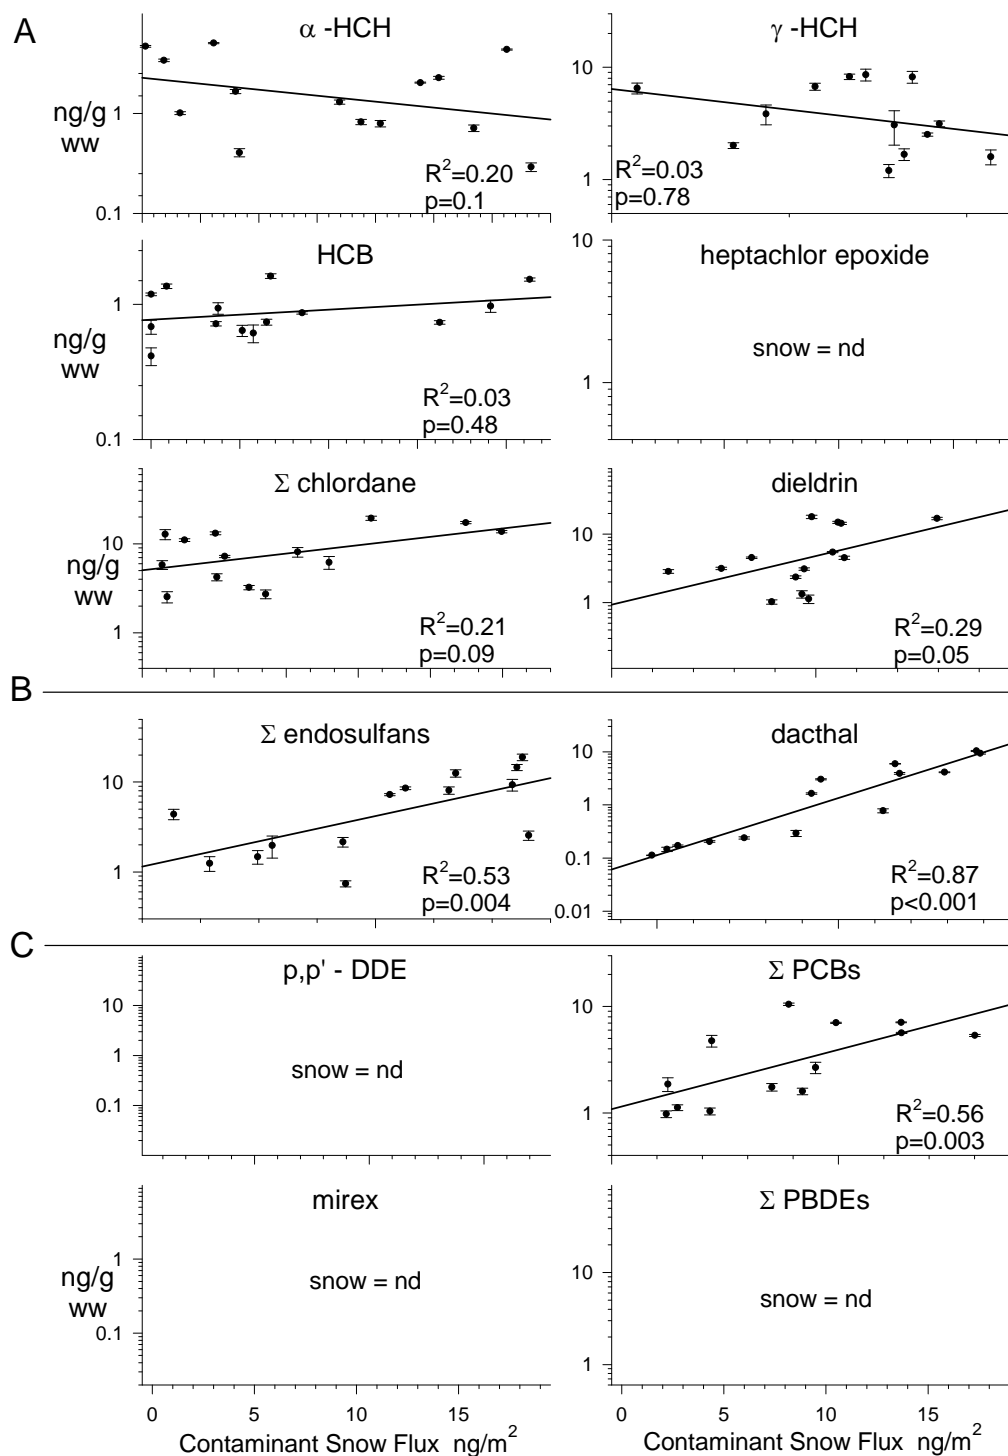 A
α -HCH
ng/g
ww
1
0.1
R²=0.20
p=0.1
γ -HCH
10
1
R²=0.03
p=0.78
HCB
ng/g
ww
1
0.1
R²=0.03
p=0.48
heptachlor epoxide
10
1
snow = nd
Σ chlordane
ng/g
ww
10
1
R²=0.21
p=0.09
dieldrin
10
1
R²=0.29
p=0.05
B
Σ endosulfans
10
1
R²=0.53
p=0.004
dacthal
10
1
0.1
0.01
R²=0.87
p<0.001
C
p,p' - DDE
10
1
0.1
snow = nd
Σ PCBs
10
1
R²=0.56
p=0.003
mirex
ng/g
ww
1
0.1
snow = nd
0 5 10 15
Contaminant Snow Flux ng/m²
Σ PBDEs
10
1
snow = nd
0 5 10 15
Contaminant Snow Flux ng/m²